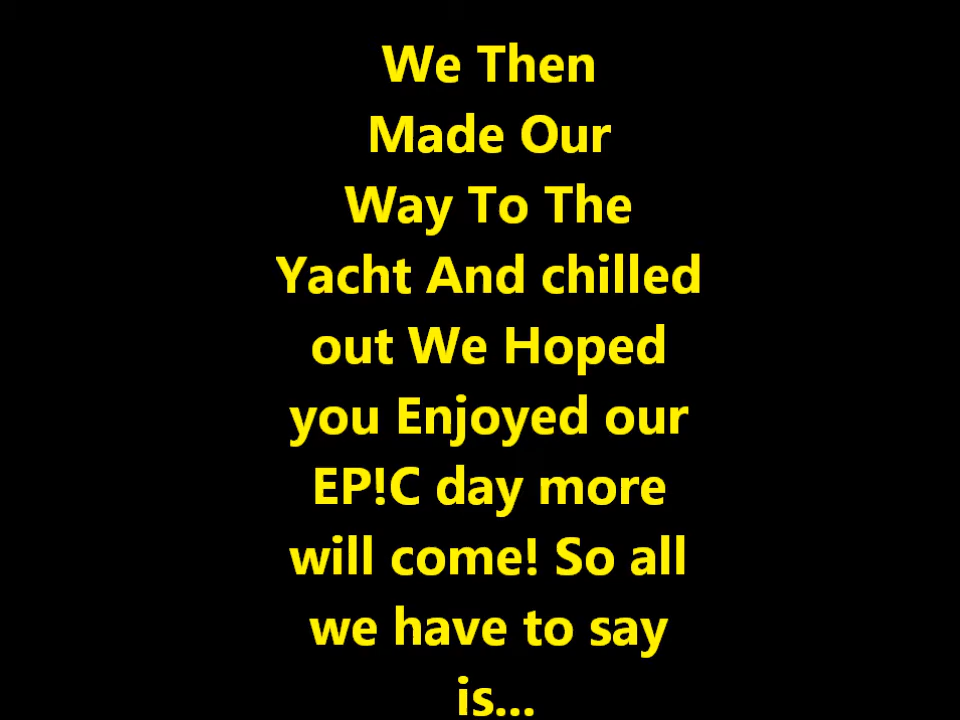 We Then
Made Our
Way To The
Yacht And chilled
out We Hoped
you Enjoyed our
EP!C day more
will come! So all
we have to say
is...